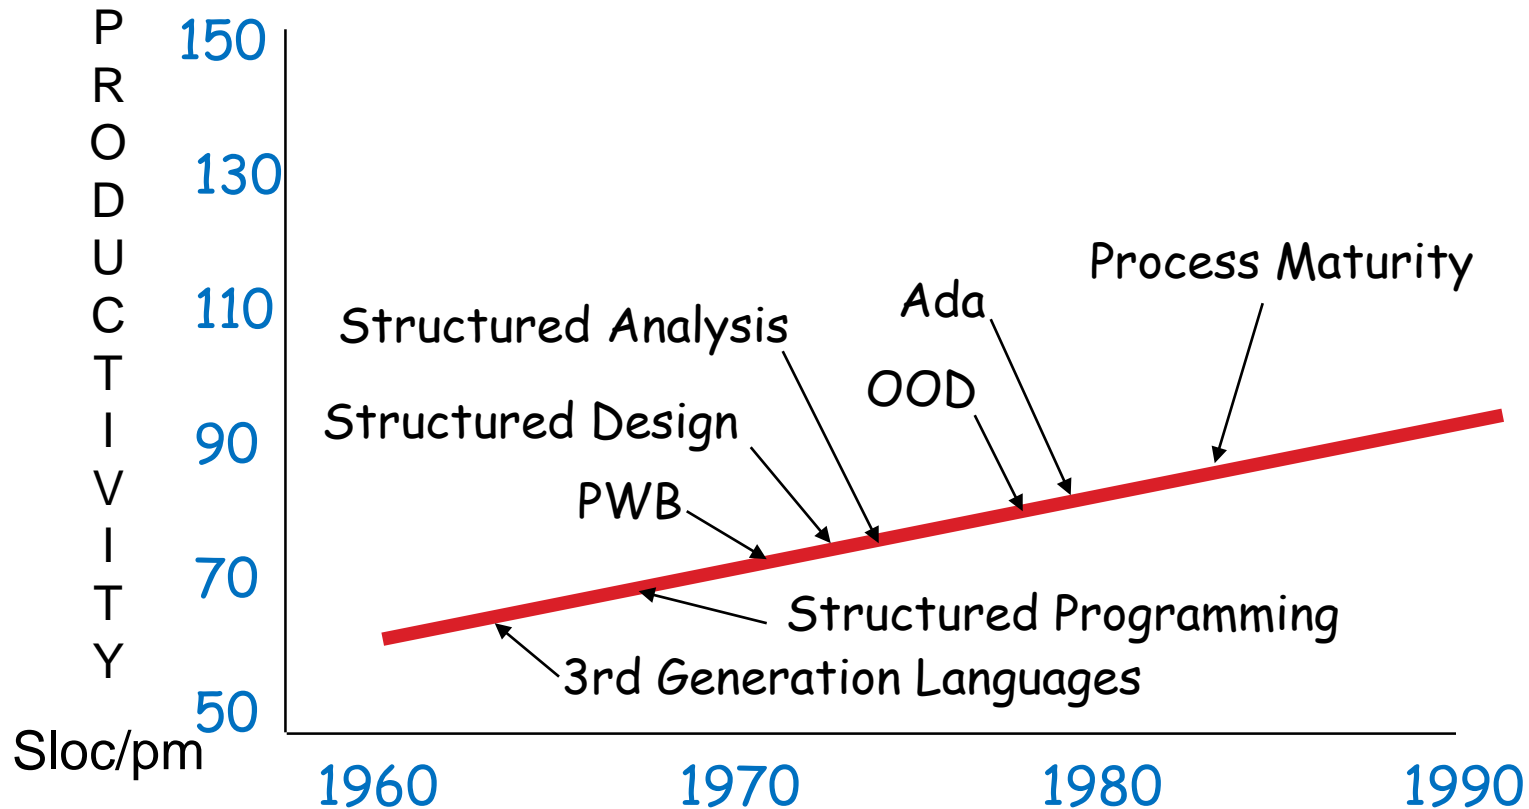 PRODUCTIVITY
150
130
110
90
70
50
Sloc/pm
Process Maturity
Ada
Structured Analysis
OOD
Structured Design
PWB
Structured Programming
3rd Generation Languages
1960 1970 1980 1990